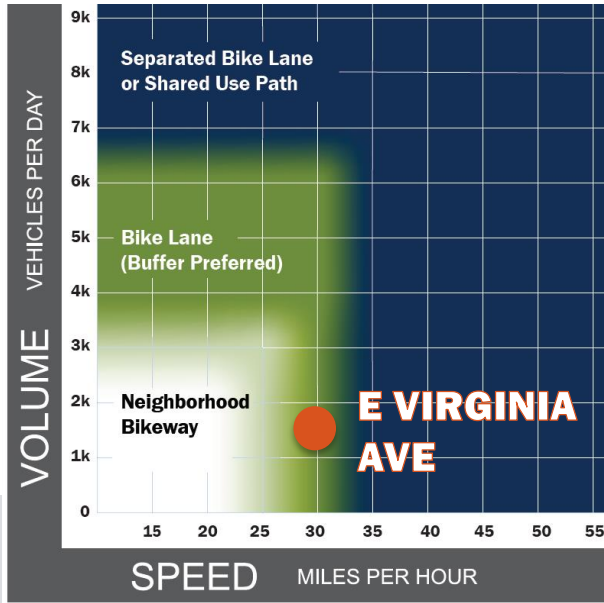 9k
Separated Bike Lane
or Shared Use Path
8k
7k
6k
5k
Bike Lane
(Buffer Preferred)
4k
3k
Neighborhood
Bikeway
2k
1k
0
E VIRGINIA
AVE
15 20 25 30 35 40 45 50 55
VOLUME VEHICLES PER DAY
SPEED MILES PER HOUR